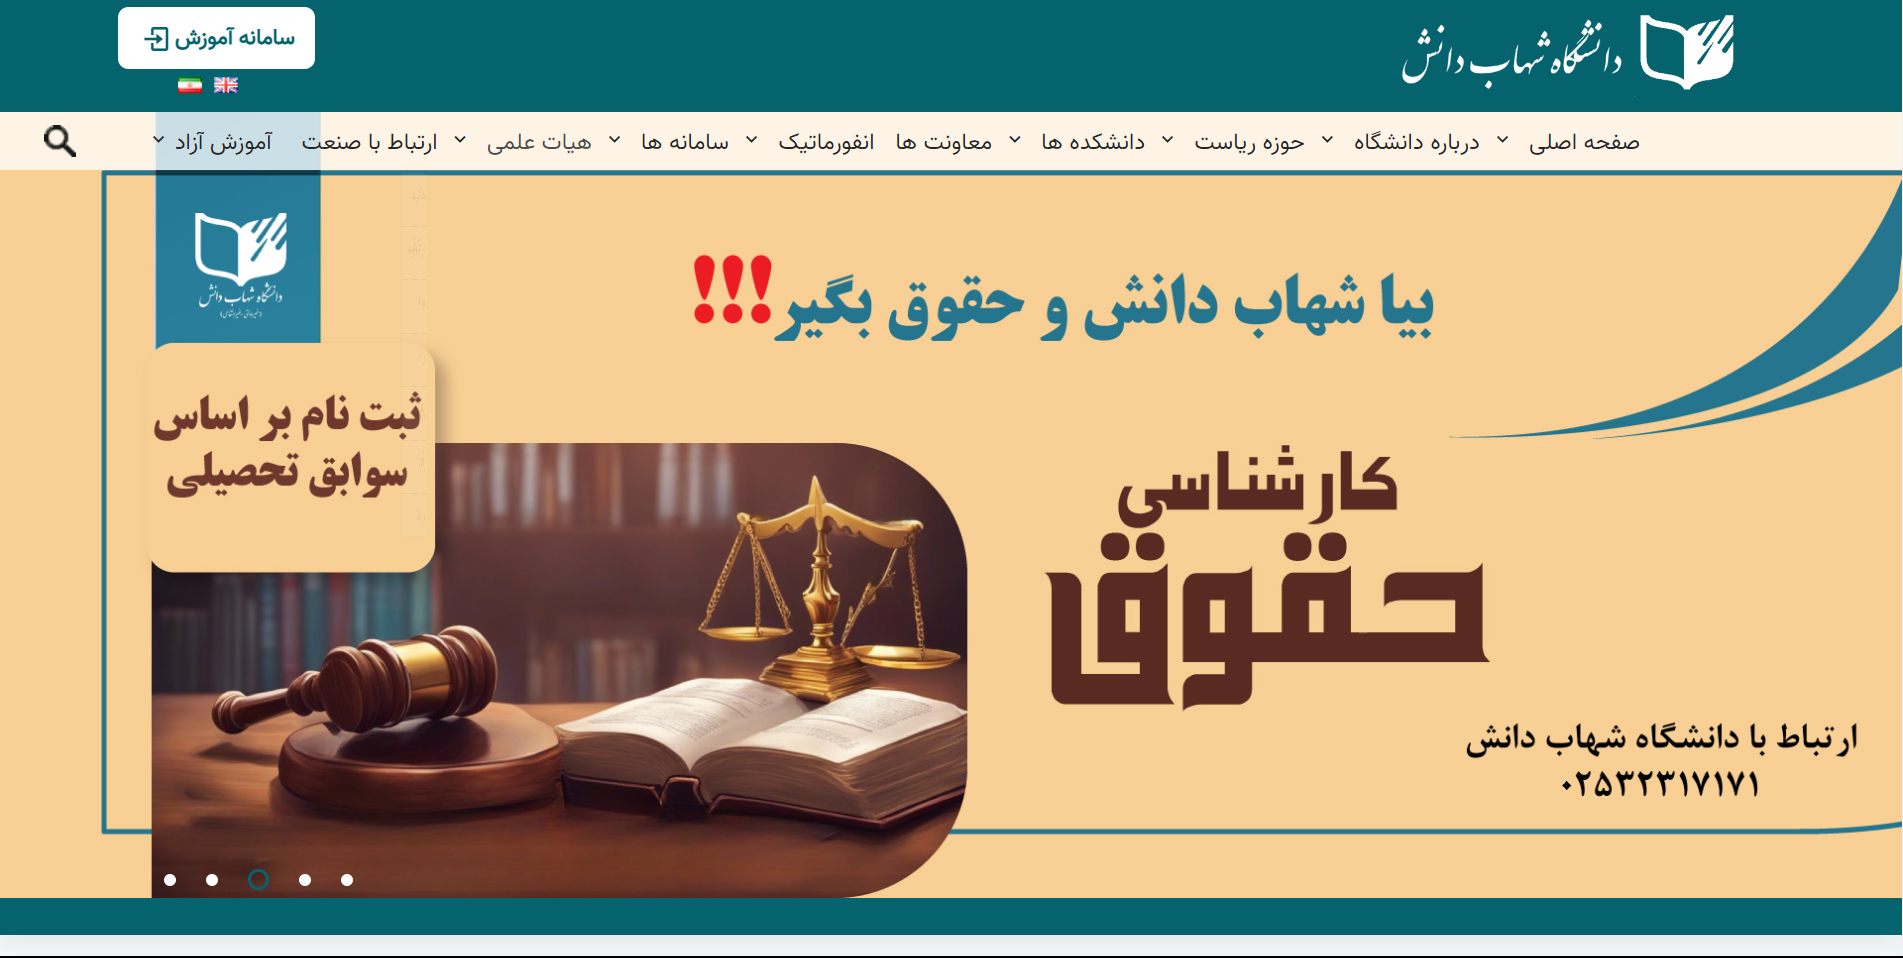 دانشگاه شهاب دانش
سامانه آموزش
صفحه اصلی
درباره دانشگاه
حوزه ریاست
دانشکده ها
معاونت ها
انفورماتیک
سامانه ها
هیات علمی
ارتباط با صنعت
آموزش آزاد
دانشگاه شهاب دانش
بیا شهاب دانش و حقوق بگیر!!!
ثبت نام بر اساس
سوابق تحصیلی
کارشناسی
حقوق
ارتباط با دانشگاه شهاب دانش
۰۲۵۳۲۳۱۷۱۷۱